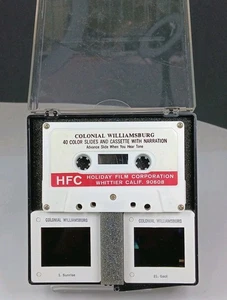 COLONIAL WILLIAMSBURG
40 COLOR SLIDES AND CASSETTE WITH NARRATION
Advance Slide When You Hear Tone
HFC
HOLIDAY FILM CORPORATION
WHITTIER CALIF. 90608
COLONIAL WILLIAMSBURG
COLONIAL WILLIAMSBURG